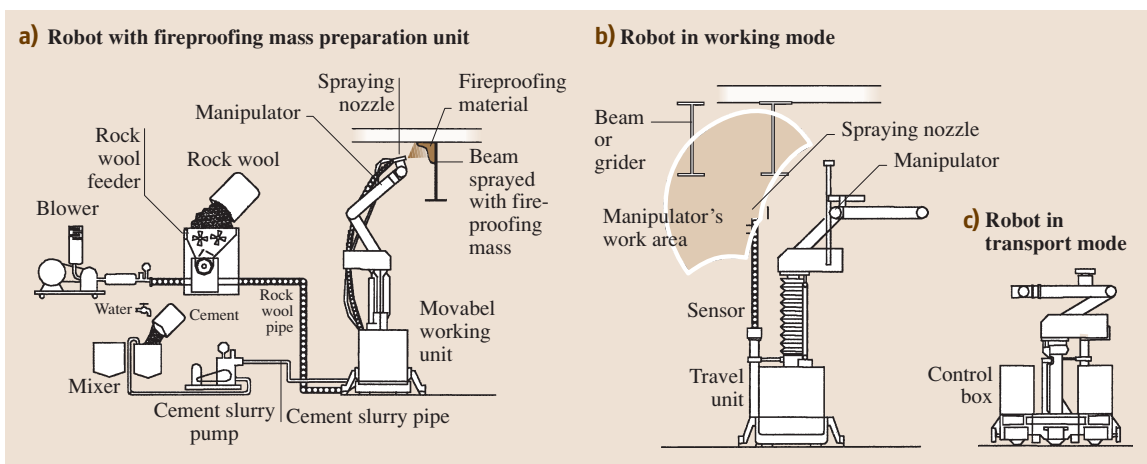 a) Robot with fireproofing mass preparation unit
Spraying
nozzle
Fireproofing
material
Manipulator
Rock
wool
feeder
Rock wool
Beam
sprayed
with fire-
proofing
mass
Blower
Water
Cement
Rock
wool
pipe
Movabel
working
unit
Mixer
Cement slurry
pump
Cement slurry pipe
b) Robot in working mode
Beam
or
grider
Spraying nozzle
Manipulator
Manipulator's
work area
Sensor
Travel
unit
c) Robot in
transport mode
Control
box